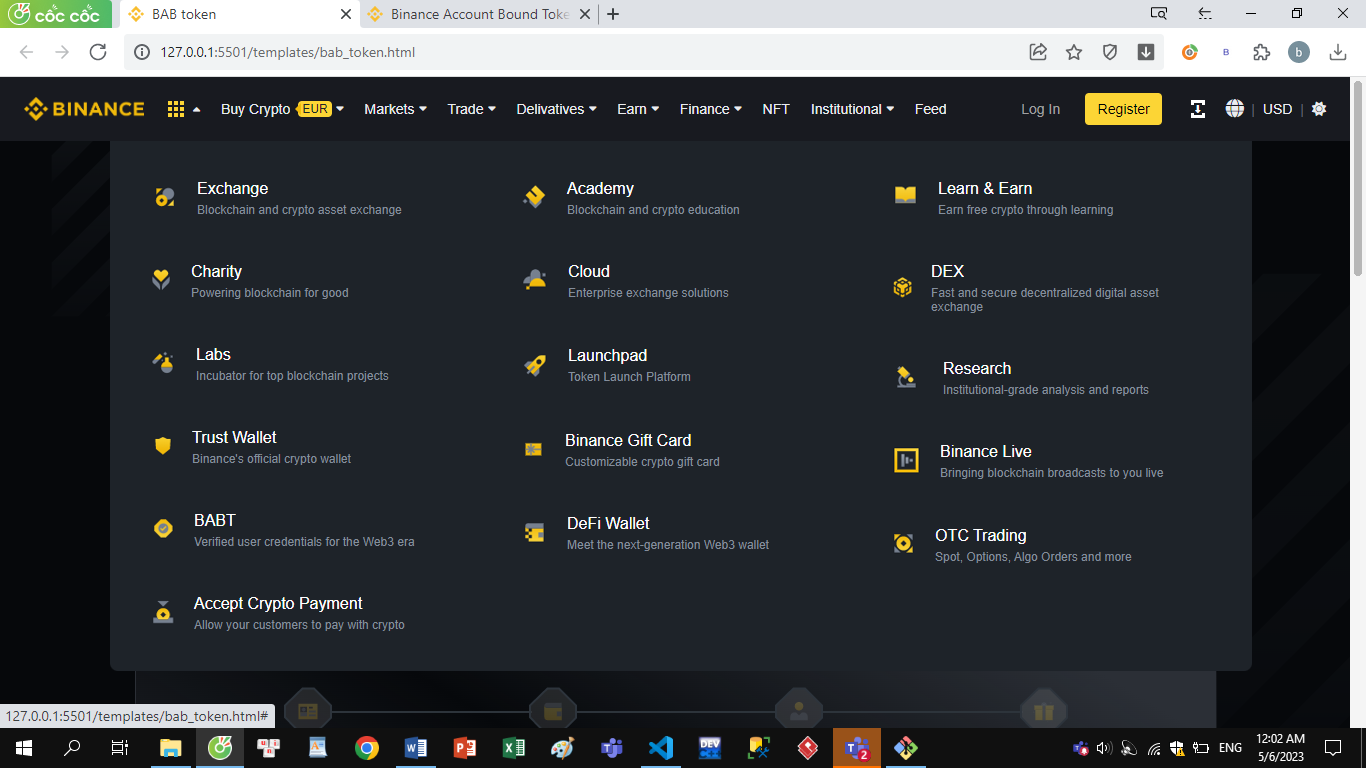 cốc cốc
BAB token
Binance Account Bound Toke
127.0.0.1:5501/templates/bab_token.html
B
b
BINANCE
Buy Crypto EUR
Markets
Trade
Delivatives
Earn
Finance
NFT
Institutional
Feed
Log In
Register
| USD |
Exchange
Blockchain and crypto asset exchange
Academy
Blockchain and crypto education
Learn & Earn
Earn free crypto through learning
Charity
Powering blockchain for good
Cloud
Enterprise exchange solutions
DEX
Fast and secure decentralized digital asset
exchange
Labs
Incubator for top blockchain projects
Launchpad
Token Launch Platform
Research
Institutional-grade analysis and reports
Trust Wallet
Binance's official crypto wallet
Binance Gift Card
Customizable crypto gift card
Binance Live
Bringing blockchain broadcasts to you live
BABT
Verified user credentials for the Web3 era
DeFi Wallet
Meet the next-generation Web3 wallet
OTC Trading
Spot, Options, Algo Orders and more
Accept Crypto Payment
Allow your customers to pay with crypto
127.0.0.1:5501/templates/bab_token.html#
DEV
2
ENG
12:02 AM
5/6/2023